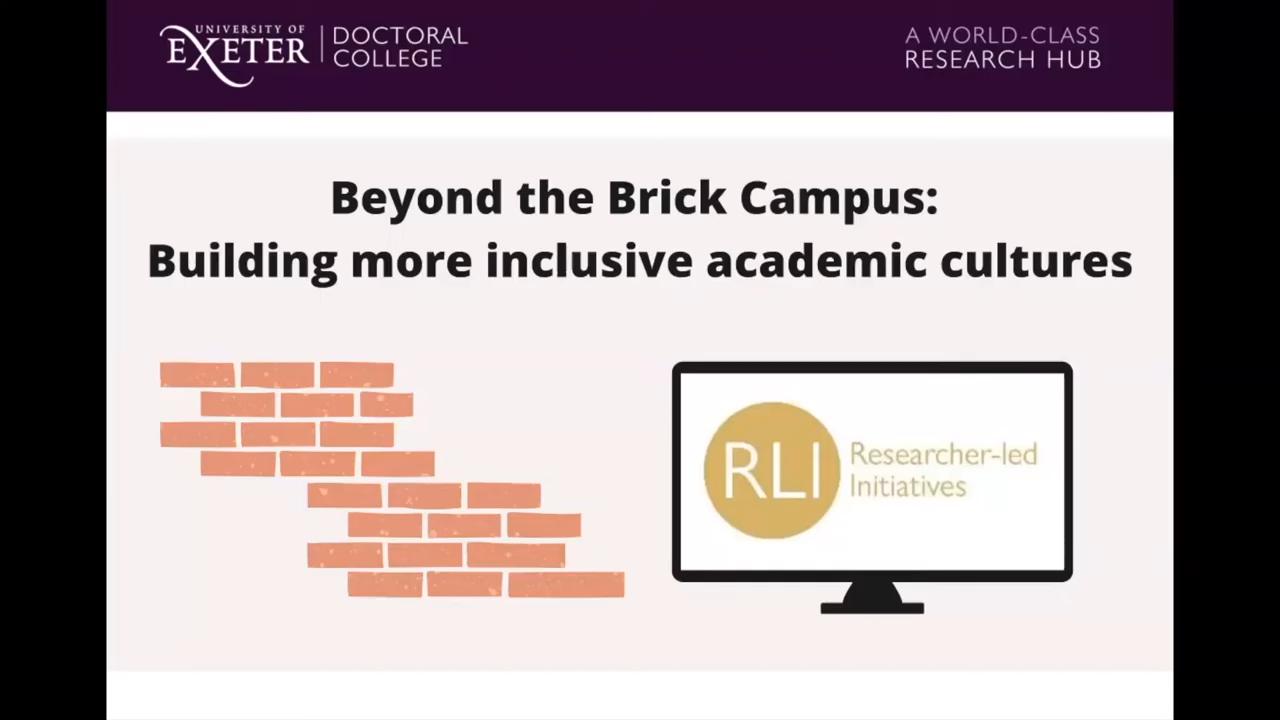 UNIVERSITY OF
EXETER
DOCTORAL
COLLEGE
A WORLD-CLASS
RESEARCH HUB
Beyond the Brick Campus:
Building more inclusive academic cultures
RLI
Researcher-led
Initiatives